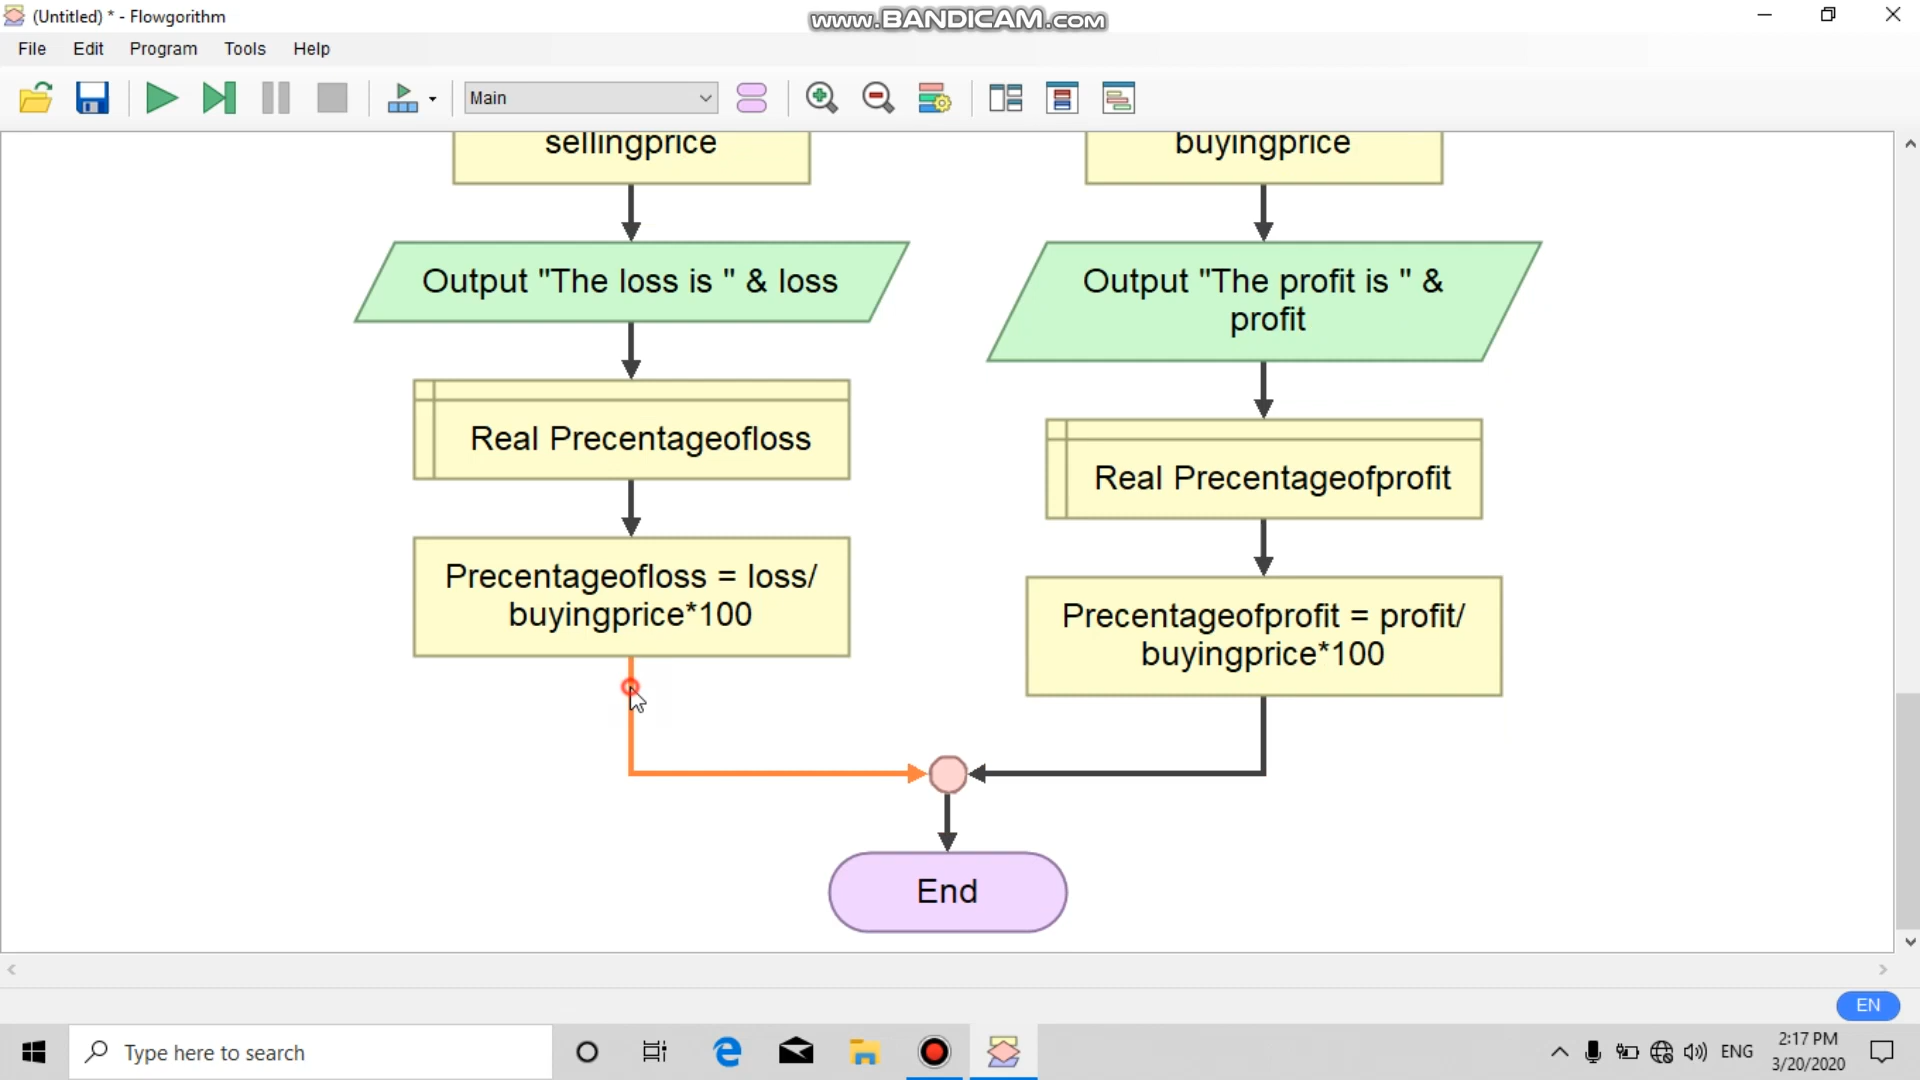 (Untitled) * - Flowgorithm
www.BANDICAM.com
File Edit Program Tools Help
Main
sellingprice
buyingprice
Output "The loss is " & loss
Output "The profit is " &
profit
Real Precentageofloss
Real Precentageofprofit
Precentageofloss = loss/
buyingprice*100
Precentageofprofit = profit/
buyingprice*100
End
EN
Type here to search
ENG
2:17 PM
3/20/2020